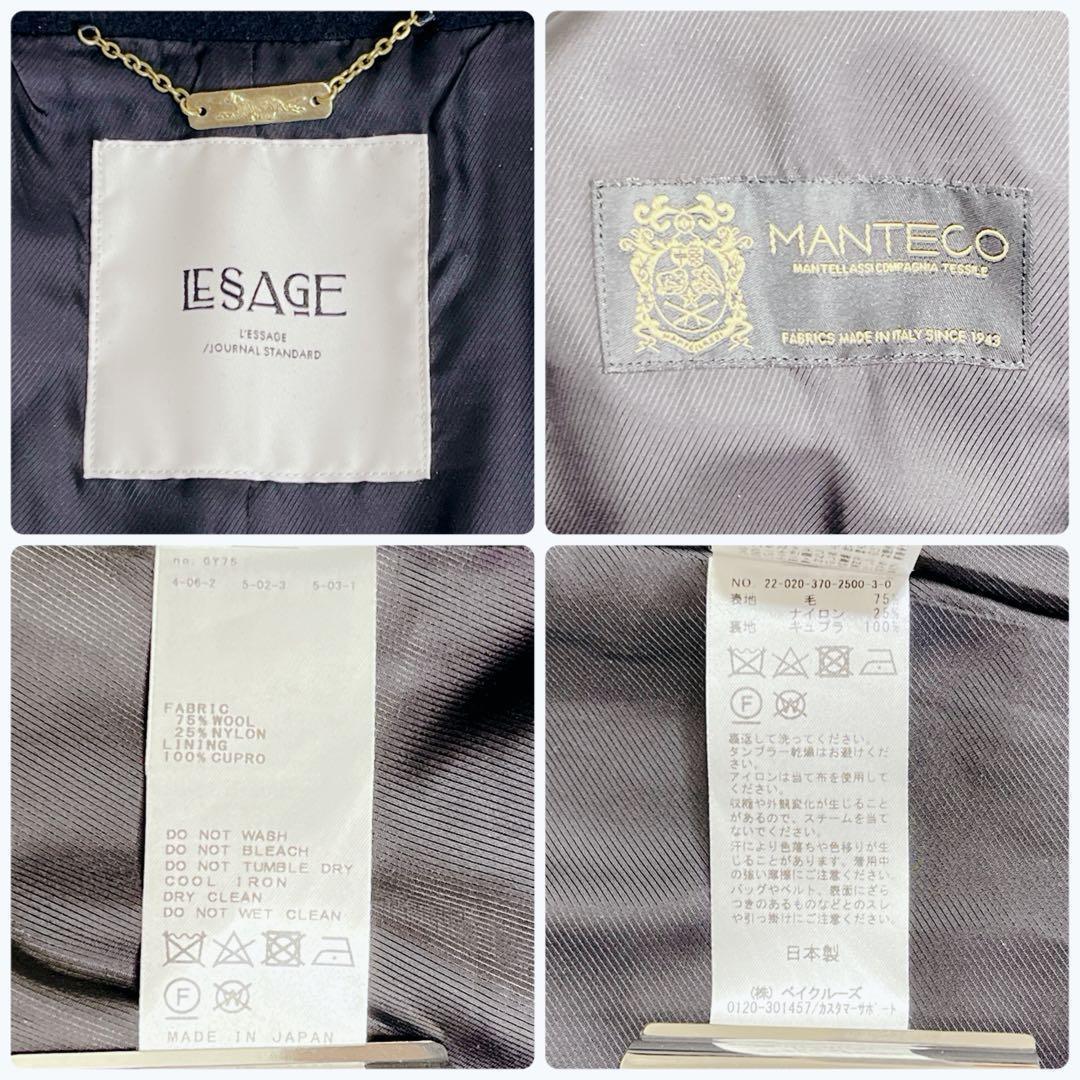 LESSAGE
L'ESSAGE
/JOURNAL STANDARD
MANTECO
MANTELLASSI COMPAGNIA TESSILE
FABRICS MADE IN ITALY SINCE 1943
no. GY75
4-06-2 5-02-3 5-03-1
FABRIC
75%WOOL
25%NYLON
LINING
100%CUPRO
DO NOT WASH
DO NOT BLEACH
DO NOT TUMBLE DRY
COOL IRON
DRY CLEAN
DO NOT WET CLEAN
F W
MADE IN JAPAN
NO. 22-020-370-2500-3-0
表地 毛 75
ナイロン 25%
裏地 キュプラ 100%
F W
裏返して洗ってください。
タンブラー乾燥はお避けくだ
さい。
アイロンは当て布を使用して
ください。
収縮や外観変化が生じること
があるので、スチームを当て
ないでください。
汗により色落ちや色移りが生
じることがあります。着用中
の強い摩擦にご注意ください。
バッグやベルト、表面にざら
つきのあるものなどとのスレ
や引っ掛けにご注意ください。
日本製
(株) ベイクルーズ
0120-301457/カスタマーサポート